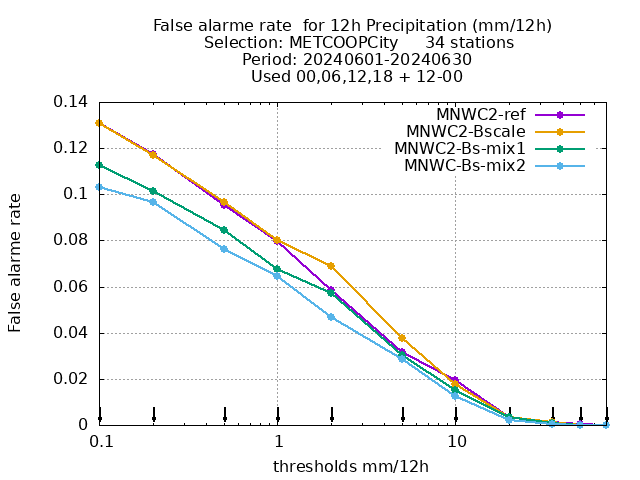 False alarme rate  for 12h Precipitation (mm/12h)
Selection: METCOOPCity     34 stations
Period: 20240601-20240630
Used 00,06,12,18 + 12-00
MNWC2-ref
MNWC2-Bscale
MNWC2-Bs-mix1
MNWC-Bs-mix2
False alarme rate
0.14
0.12
0.1
0.08
0.06
0.04
0.02
0
0.1 1 10
thresholds mm/12h